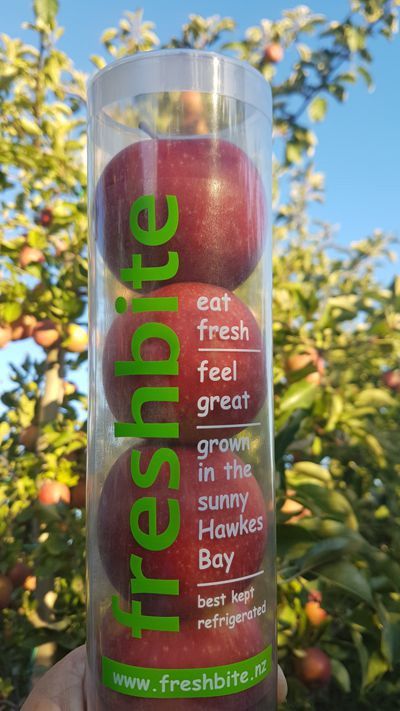 freshbite
eat
fresh
feel
great
grown
in the
sunny
Hawkes
Bay
best kept
refrigerated
www.freshbite.nz